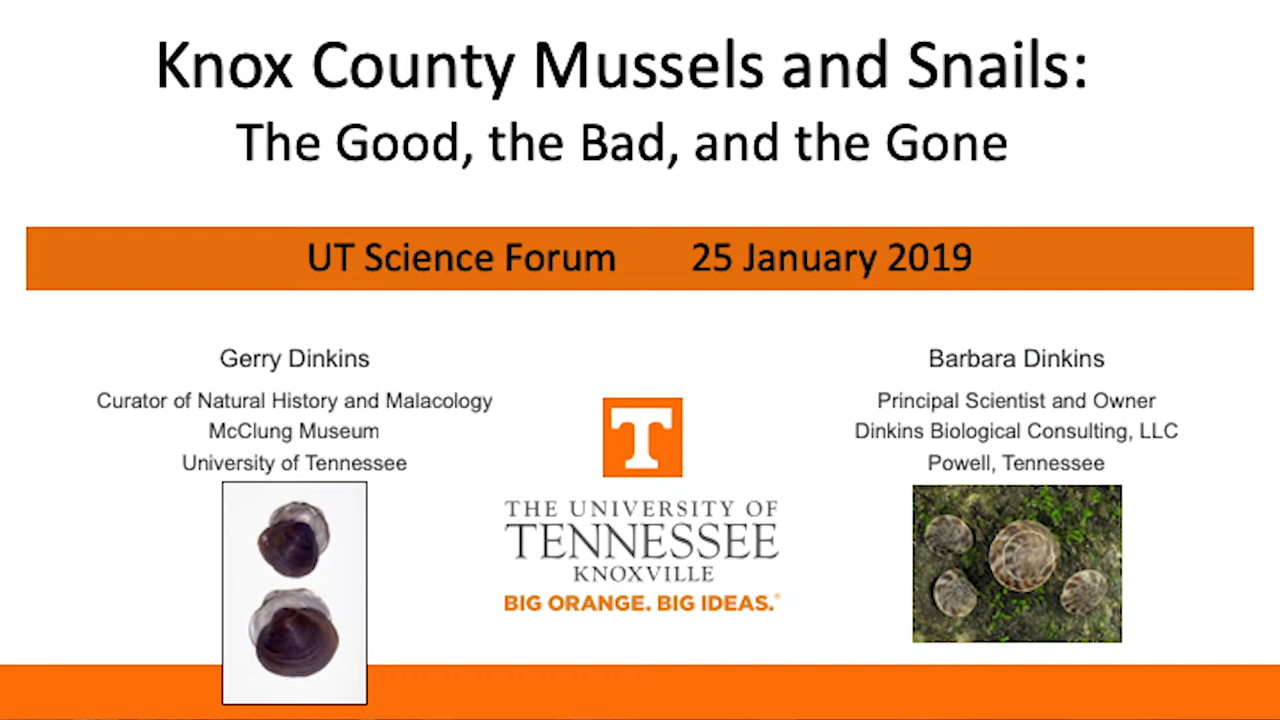 Knox County Mussels and Snails:
The Good, the Bad, and the Gone
UT Science Forum 25 January 2019
Gerry Dinkins
Curator of Natural History and Malacology
McClung Museum
University of Tennessee
Barbara Dinkins
Principal Scientist and Owner
Dinkins Biological Consulting, LLC
Powell, Tennessee
T
THE UNIVERSITY OF
TENNESSEE
KNOXVILLE
BIG ORANGE. BIG IDEAS.®